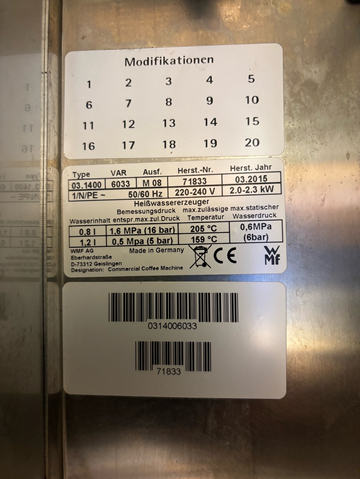 Modifikationen
1 2 3 4 5
6 7 8 9 10
11 12 13 14 15
16 17 18 19 20
Type VAR Ausf. Herst.-Nr. Herst. Jahr
03.1400 6033 M 08 71833 03.2015
1/N/PE ~ 50/60 Hz 220-240 V 2.0-2.3 kW
Heißwassererzeuger
Bemessungsdruck max.zulässige max.statischer
Wasserinhalt entspr.max.zul.Druck Temperatur Wasserdruck
0,8 l 1.6 MPa (16 bar) 205 °C 0,6MPa
1,2 l 0,5 Mpa (5 bar) 159 °C (6bar)
WMF AG Made in Germany
Eberhardstraße
D-73312 Geislingen
Designation: Commercial Coffee Machine
CE
WMF
0314006033
71833